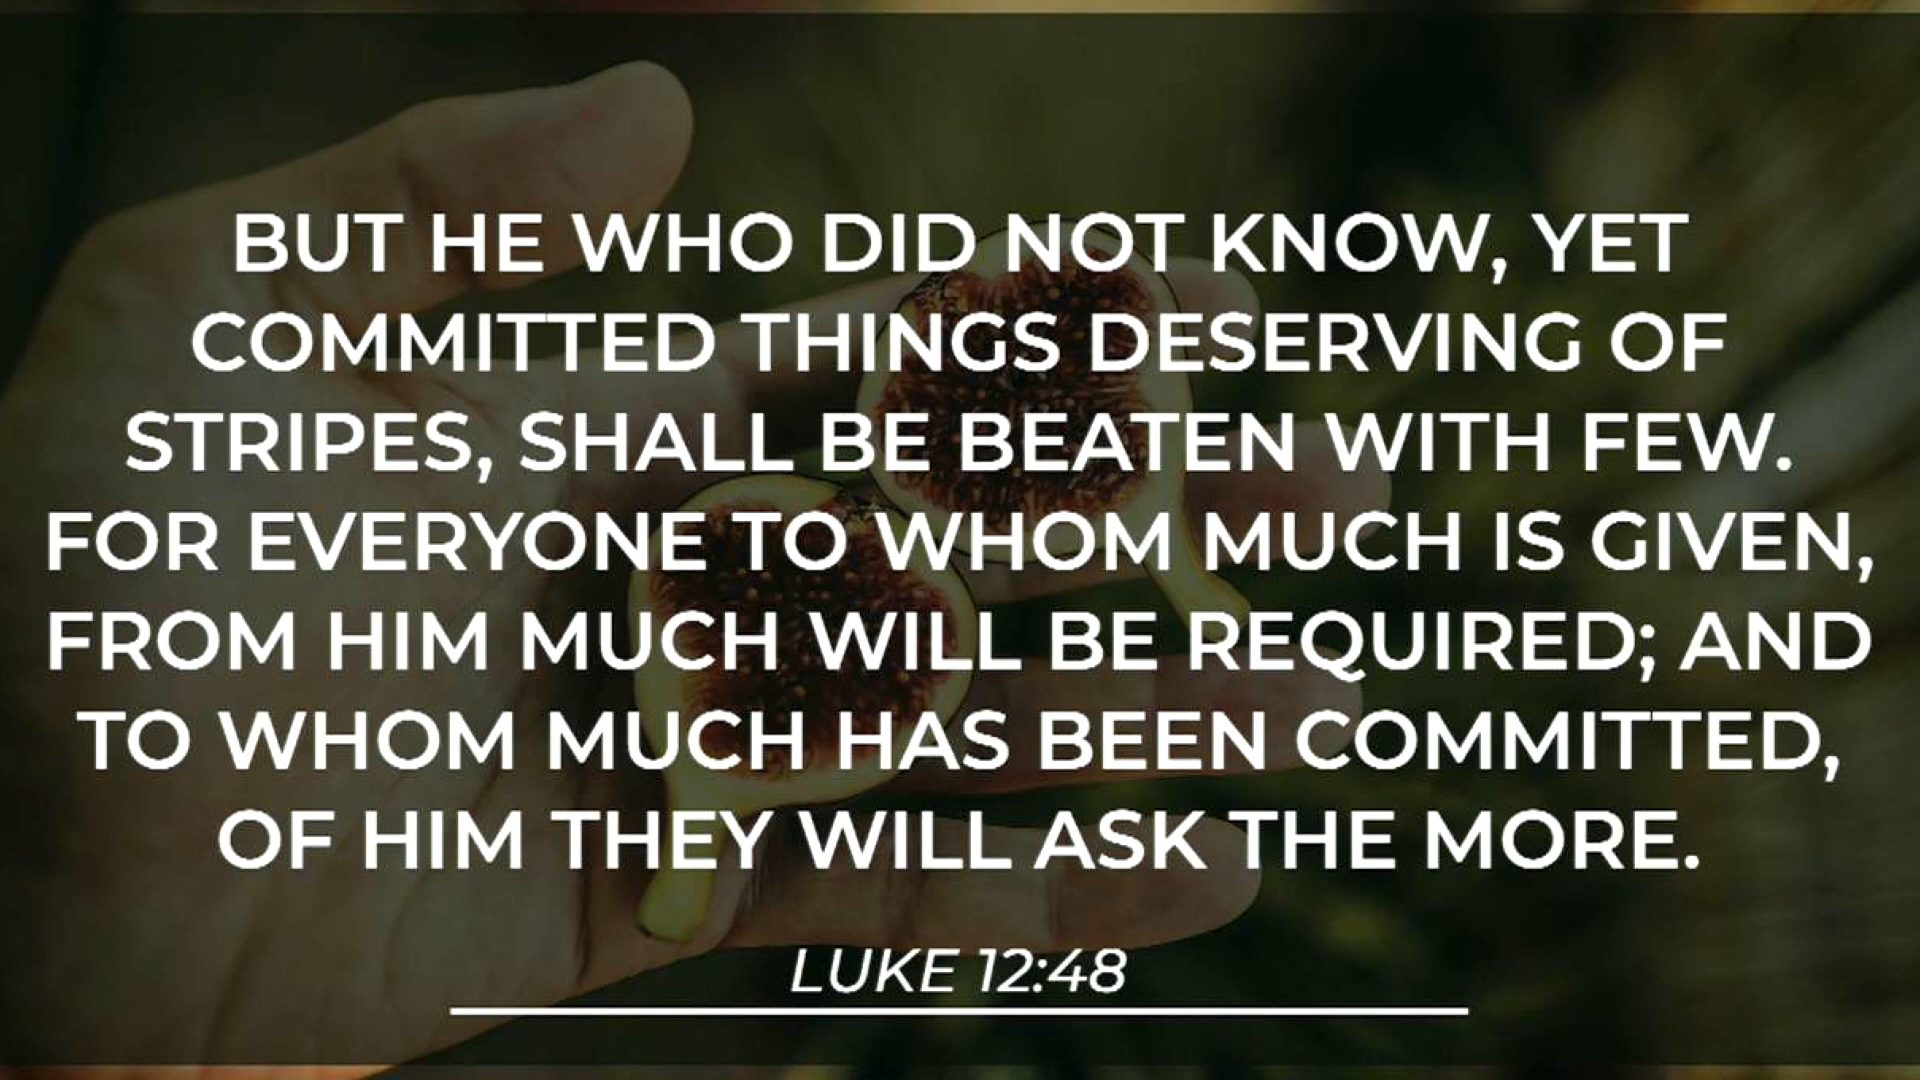 BUT HE WHO DID NOT KNOW, YET
COMMITTED THINGS DESERVING OF
STRIPES, SHALL BE BEATEN WITH FEW.
FOR EVERYONE TO WHOM MUCH IS GIVEN,
FROM HIM MUCH WILL BE REQUIRED; AND
TO WHOM MUCH HAS BEEN COMMITTED,
OF HIM THEY WILL ASK THE MORE.
LUKE 12:48